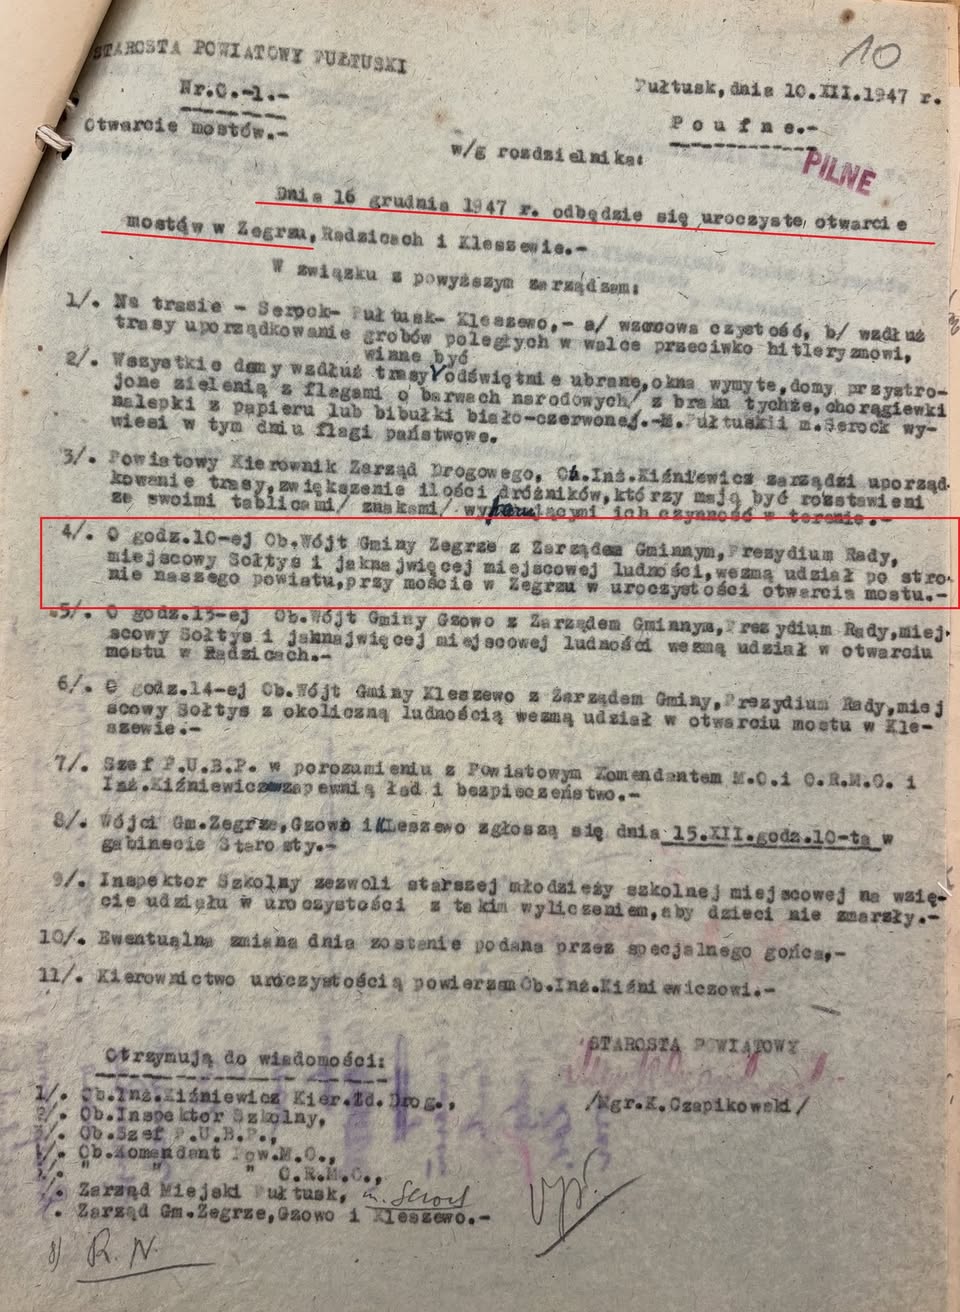 10
STAROSTA POWIATOWY PUŁTUSKI
Nr.O.-1.-
Pułtusk,dnia 10.XII.1947 r.
Otwarcie mostów.-
Poufne.-
w/g rozdzielnika:
PILNE
Dnia 16 grudnia 1947 r. odbędzie się uroczyste otwarcie
mostów w Zegrzu,Radzicach i Kleszewie.-
W związku z powyższym zarządzam:
1/. Na trasie - Serock- Pułtusk- Kleszewo,- a/ wzorowa czystość, b/ wzdłuż
trasy uporządkowanie grobów poległych w walce przeciwko hitleryzmowi,
winne być
2/. Wszystkie domy wzdłuż trasy odświętnie ubrane,okna wymyte,domy przystro-
jone zielenią z flagami o barwach narodowych/ z braku tychże,chorągiewki
nalepki z papieru lub bibułki biało-czerwonej.-M.Pułtusk i m.Serock wy-
wiesi w tym dniu flagi państwowe.
3/. Powiatowy Kierownik Zarząd Drogowego, Ob.Inż.Kiśniewicz zarządzi uporząd-
kowanie trasy,zwiększenie ilości dróżników,którzy mają być rozstawieni
ze swoimi tablicami/ znakami/ ich czynność w terenie.-
4/. O godz.10-ej Ob.Wójt Gminy Zegrze z Zarządem Gminnym,Prezydium Rady,
miejscowy Sołtys i jaknajwięcej miejscowej ludności,wezmą udział po stro-
nie naszego powiatu,przy moście w Zegrzu w uroczystości otwarcia mostu.-
5/. O godz.13-ej Ob.Wójt Gminy Gzowo z Zarządem Gminnym,Prezydium Rady,miej-
scowy Sołtys i jaknajwięcej miejscowej ludności wezmą udział w otwarciu
mostu w Radzicach.-
6/. O godz.14-ej Ob.Wójt Gminy Kleszewo z Zarządem Gminy,Prezydium Rady,miej
scowy Sołtys z okoliczną ludnością wezmą udział w otwarciu mostu w Kle-
szewie.-
7/. Szef P.U.B.P. w porozumieniu z Powiatowym Komendantem M.O.i O.R.M.O. i
Inż.Kiśniewiczem zapewnią ład i bezpieczeństwo.-
8/. Wójci Gm.Zegrze,Gzowo i Kleszewo zgłoszą się dnia 15.XII.godz.10-ta w
gabinecie Starosty.-
9/. Inspektor Szkolny zezwoli starszej młodzieży szkolnej miejscowej na wzię-
cie udziału w uroczystości z takim wyliczeniem,aby dzieci nie zmarzły.-
10/. Ewentualna zmiana dnia zostanie podana przez specjalnego gońca,-
11/. Kierownictwo uroczystością powierzam Ob.Inż.Kiśniewiczowi.-
STAROSTA POWIATOWY
Otrzymują do wiadomości:
/Mgr.K.Czapikowski/
1/. Ob.Inż.Kiśniewicz Kier.Zd.Drog.,
2/. Ob.Inspektor Szkolny,
3/. Ob.Szef P.U.B.P.,
Ob.Komendant Pow.M.O.,
" " " O.R.M.O.,
Zarząd Miejski Pułtusk, m. Serock
Zarząd Gm.Zegrze,Gzowo i Kleszewo.-
8) R. N.